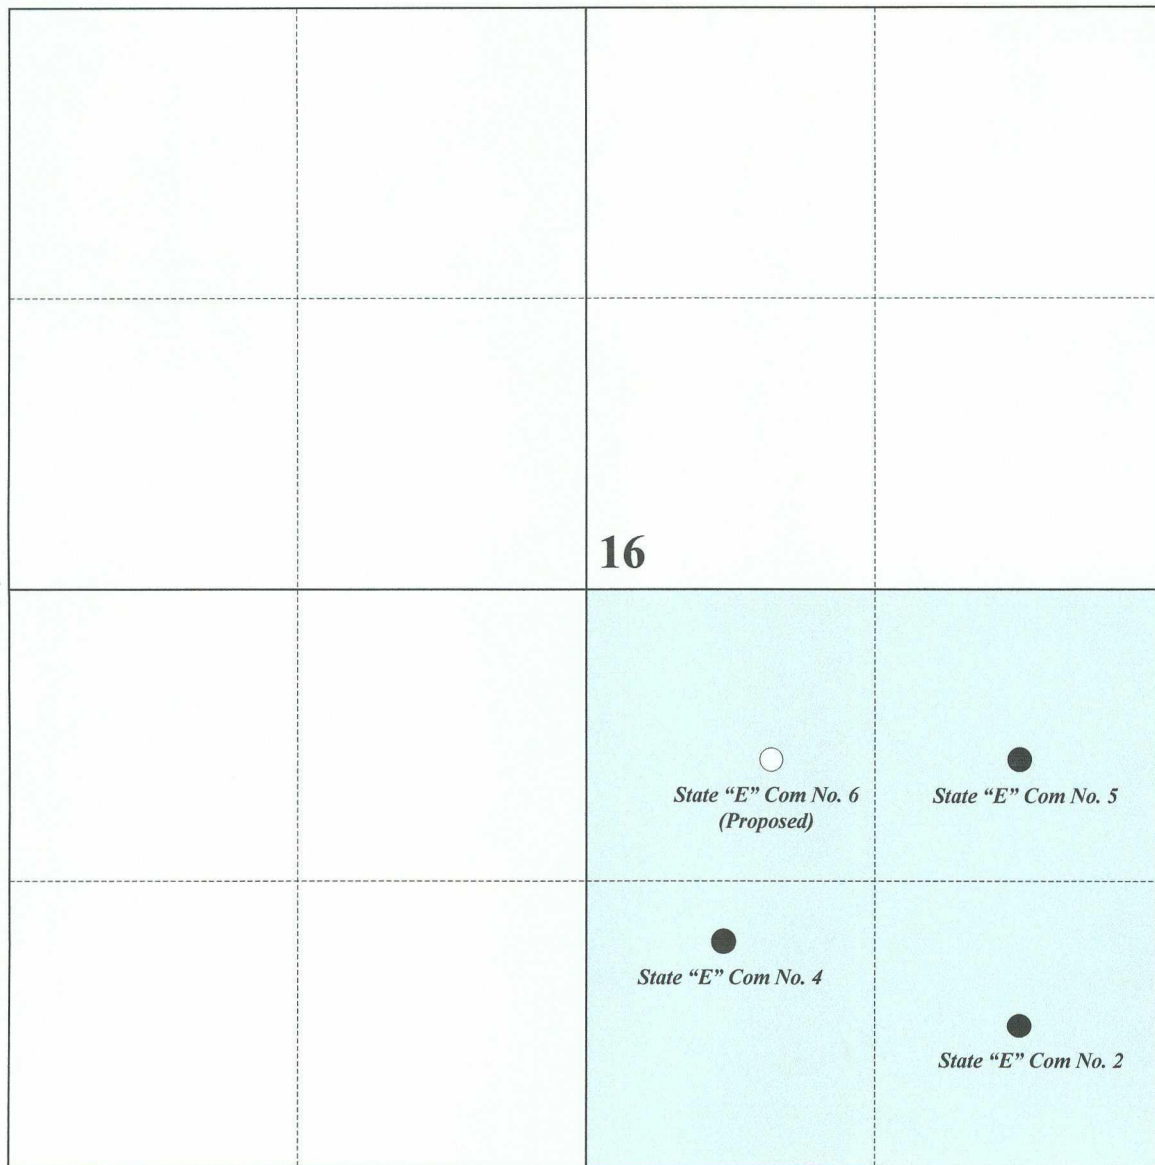 16
State “E” Com No. 6
(Proposed)
State “E” Com No. 5
State “E” Com No. 4
State “E” Com No. 2